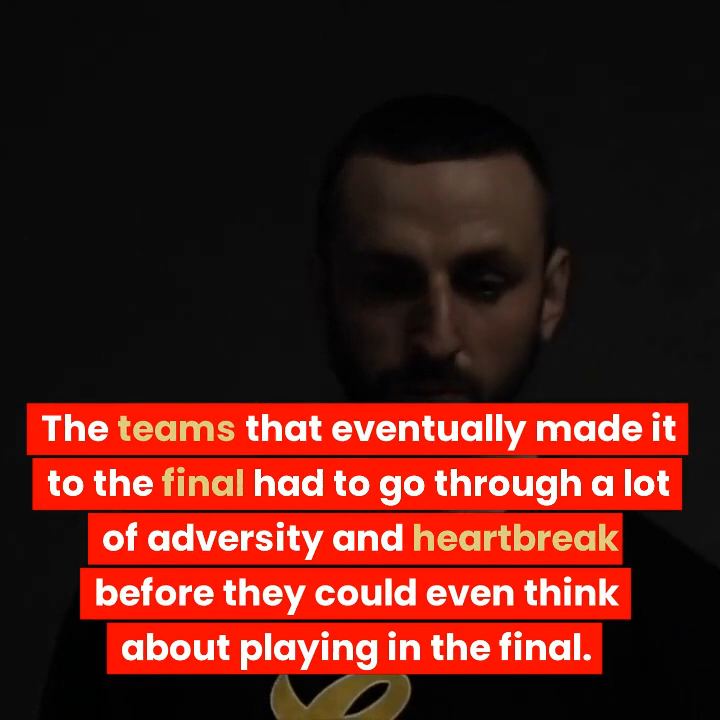 The teams that eventually made it
to the final had to go through a lot
of adversity and heartbreak
before they could even think
about playing in the final.